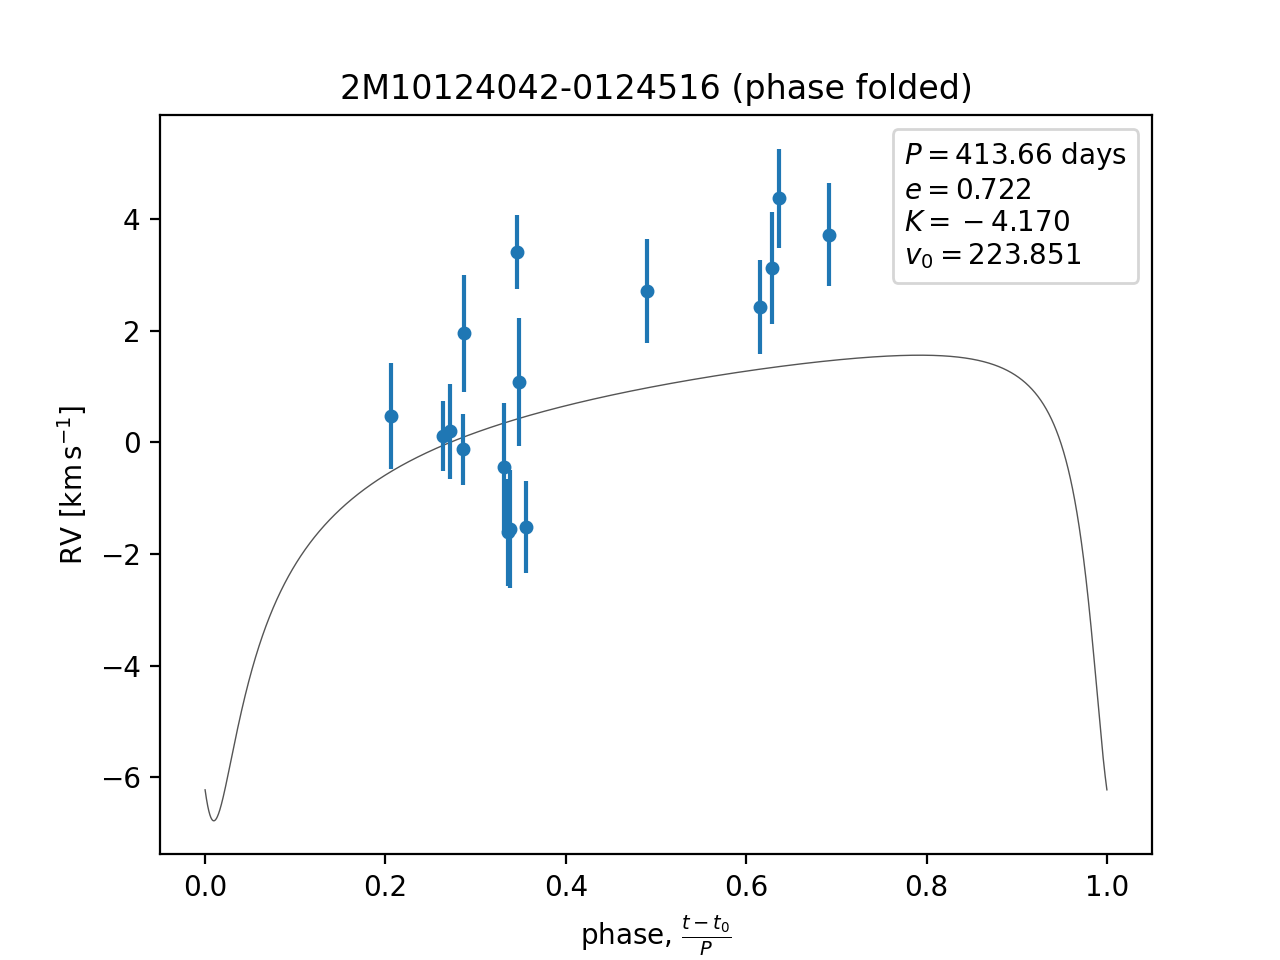 2M10124042-0124516 (phase folded)
P = 413.66 days
e = 0.722
K = −4.170
v₀ = 223.851
4
2
0
−2
−4
−6
RV [km s⁻¹]
0.0 0.2 0.4 0.6 0.8 1.0
phase, (t − t₀)/P